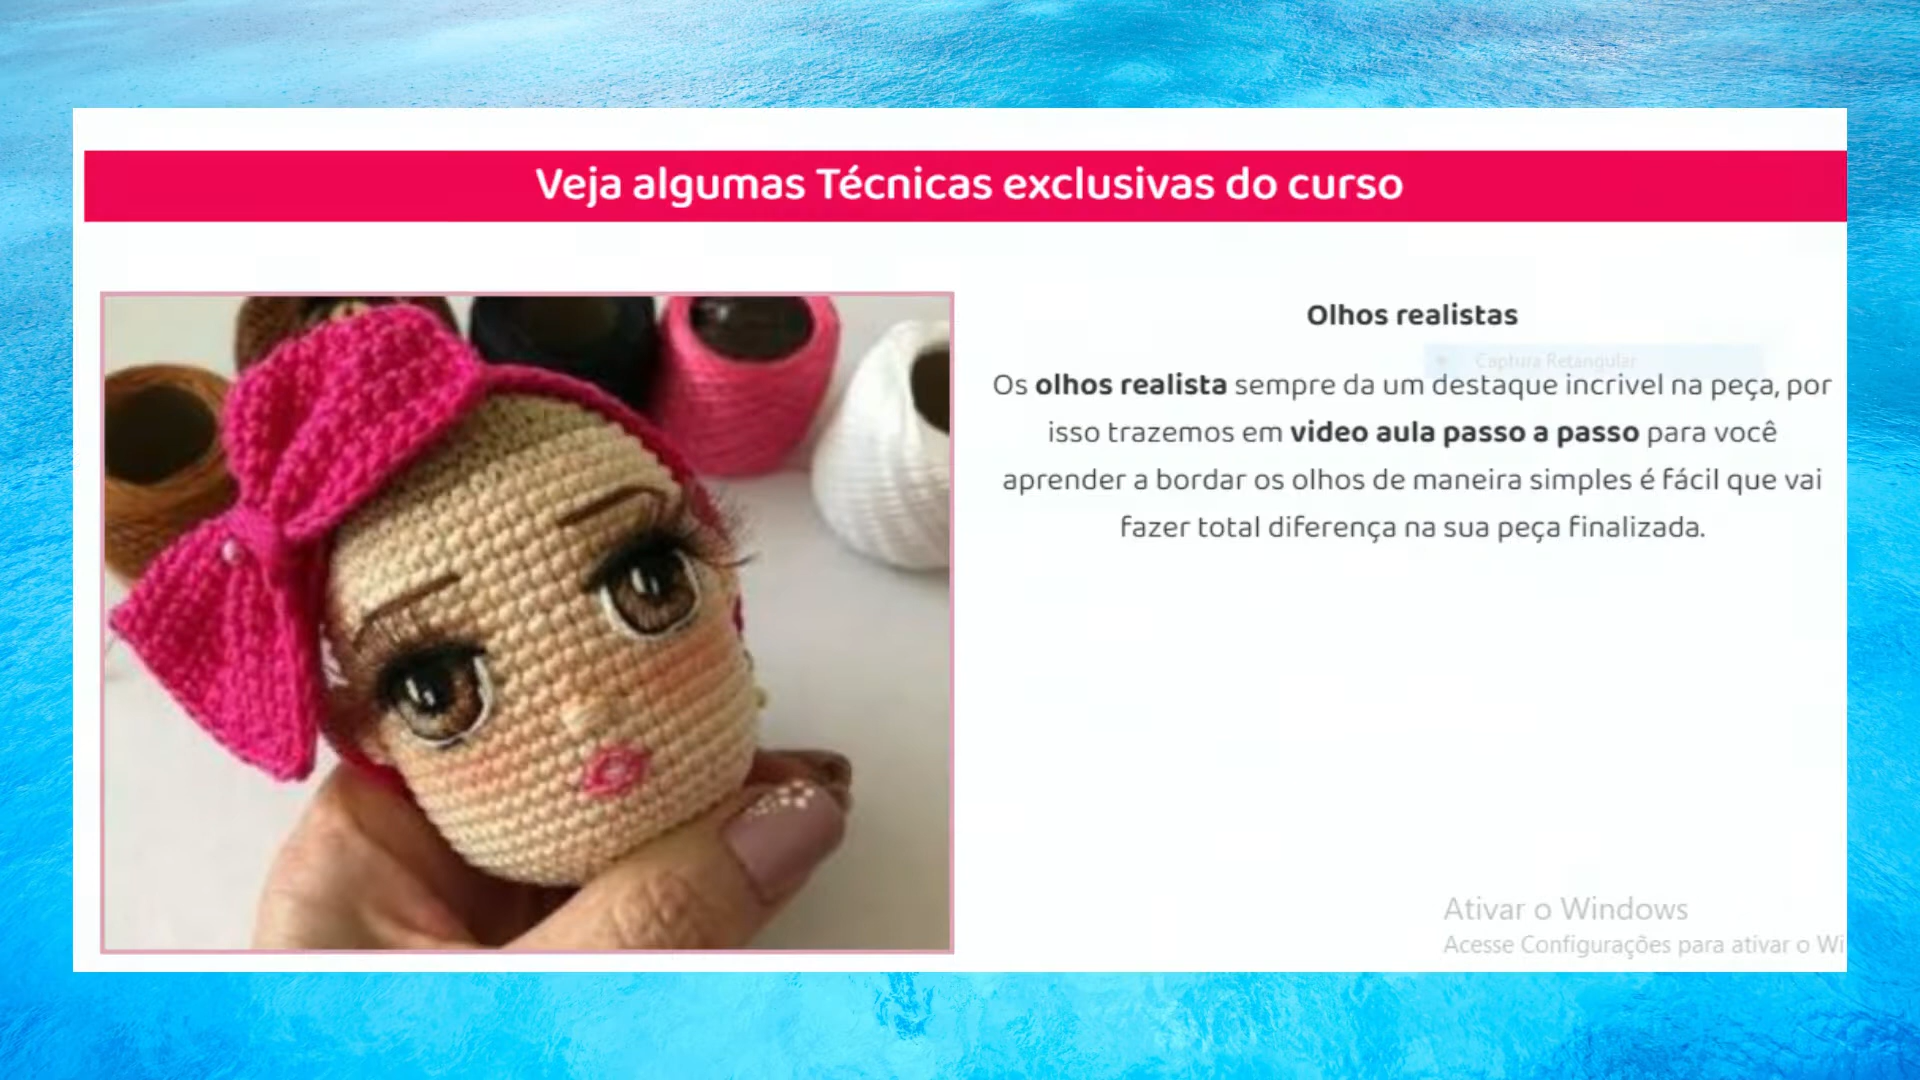 Veja algumas Técnicas exclusivas do curso
Olhos realistas
Captura Retangular
Os olhos realista sempre da um destaque incrivel na peça, por
isso trazemos em video aula passo a passo para você
aprender a bordar os olhos de maneira simples é fácil que vai
fazer total diferença na sua peça finalizada.
Ativar o Windows
Acesse Configurações para ativar o Wi